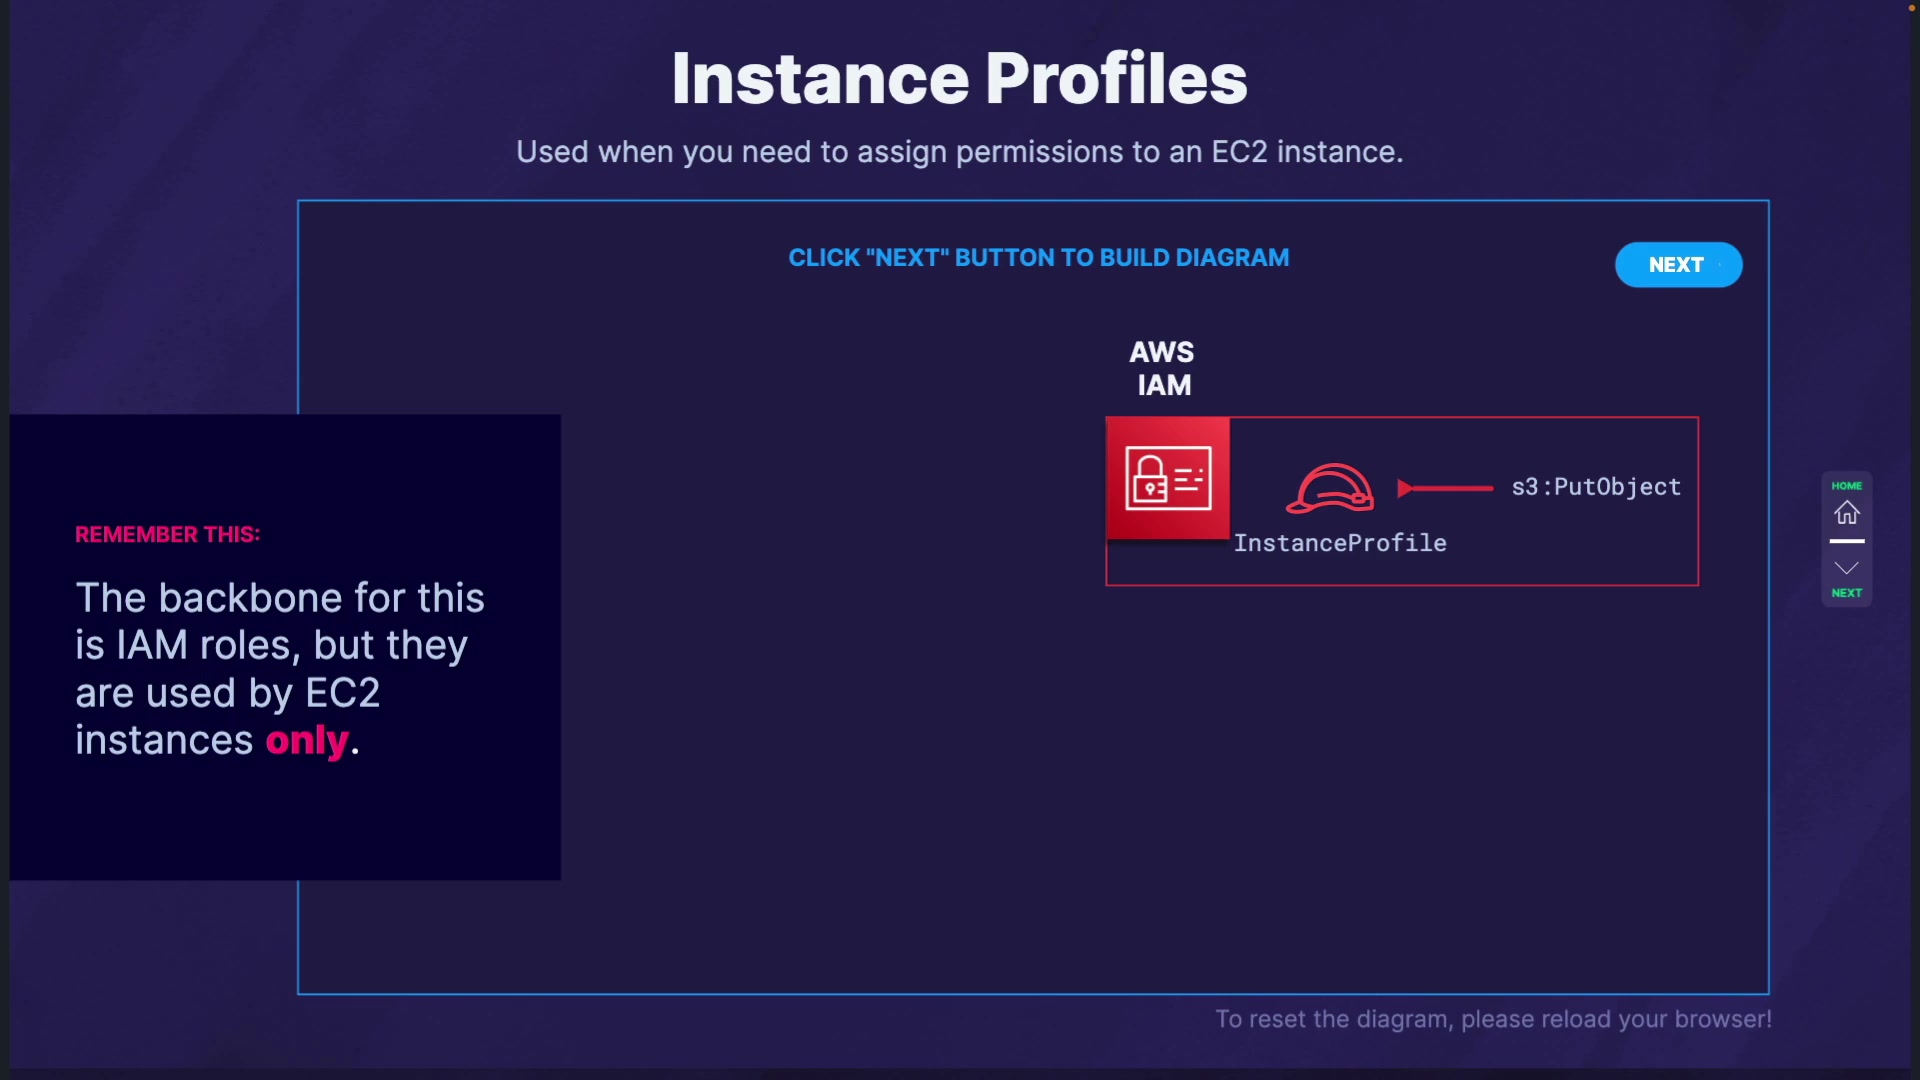 Instance Profiles
Used when you need to assign permissions to an EC2 instance.
CLICK "NEXT" BUTTON TO BUILD DIAGRAM
NEXT
AWS
IAM
s3:PutObject
InstanceProfile
REMEMBER THIS:
The backbone for this
is IAM roles, but they
are used by EC2
instances only.
HOME
NEXT
To reset the diagram, please reload your browser!